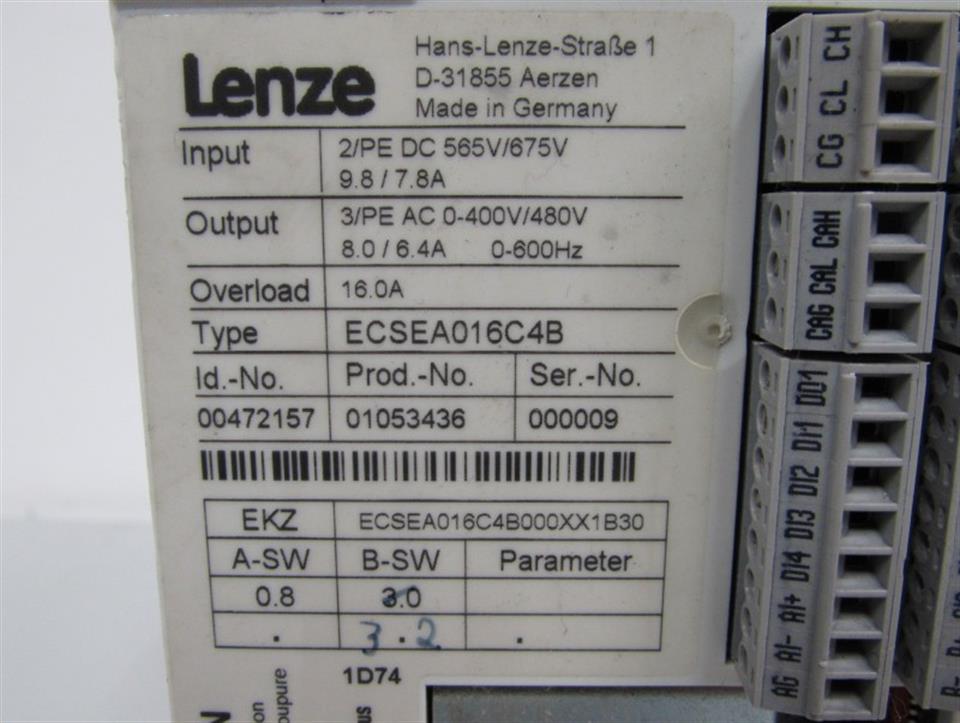 Lenze
Hans-Lenze-Straße 1
D-31855 Aerzen
Made in Germany
Input 2/PE DC 565V/675V
9.8 / 7.8A
Output 3/PE AC 0-400V/480V
8.0 / 6.4A 0-600Hz
Overload 16.0A
Type ECSEA016C4B
Id.-No. Prod.-No. Ser.-No.
00472157 01053436 000009
EKZ ECSEA016C4B000XX1B30
A-SW B-SW Parameter
0.8 3.0
. 3.2 .
1D74
CG CL CH
CAG CAL CAH
AG AI- AI+ DI4 DI3 DI2 DI1 DO1